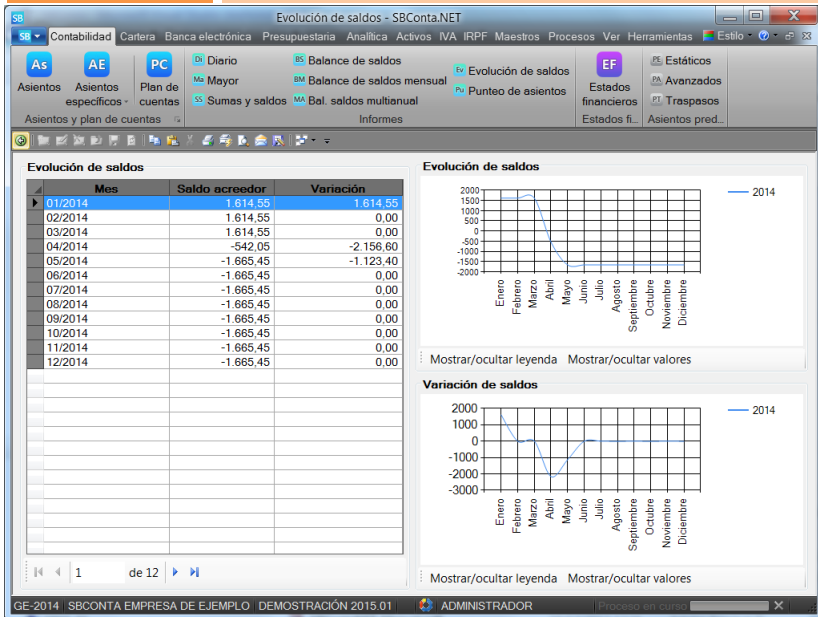 SB Evolución de saldos - SBConta.NET
SB Contabilidad Cartera Banca electrónica Presupuestaria Analítica Activos IVA IRPF Maestros Procesos Ver Herramientas Estilo
As AE PC Di Diario BS Balance de saldos Ev Evolución de saldos EF PE Estáticos
Asientos Asientos específicos Plan de cuentas Ma Mayor BM Balance de saldos mensual Pu Punteo de asientos Estados financieros PA Avanzados
SS Sumas y saldos MA Bal. saldos multianual PT Traspasos
Asientos y plan de cuentas Informes Estados fi... Asientos pred...
Evolución de saldos
Mes Saldo acreedor Variación
01/2014 1.614,55 1.614,55
02/2014 1.614,55 0,00
03/2014 1.614,55 0,00
04/2014 -542,05 -2.156,60
05/2014 -1.665,45 -1.123,40
06/2014 -1.665,45 0,00
07/2014 -1.665,45 0,00
08/2014 -1.665,45 0,00
09/2014 -1.665,45 0,00
10/2014 -1.665,45 0,00
11/2014 -1.665,45 0,00
12/2014 -1.665,45 0,00
1 de 12
Evolución de saldos
2000
1500
1000
500
0
-500
-1000
-1500
-2000
Enero
Febrero
Marzo
Abril
Mayo
Junio
Julio
Agosto
Septiembre
Octubre
Noviembre
Diciembre
2014
Mostrar/ocultar leyenda Mostrar/ocultar valores
Variación de saldos
2000
1000
0
-1000
-2000
-3000
Enero
Febrero
Marzo
Abril
Mayo
Junio
Julio
Agosto
Septiembre
Octubre
Noviembre
Diciembre
2014
Mostrar/ocultar leyenda Mostrar/ocultar valores
GE-2014 SBCONTA EMPRESA DE EJEMPLO DEMOSTRACIÓN 2015.01 ADMINISTRADOR Proceso en curso